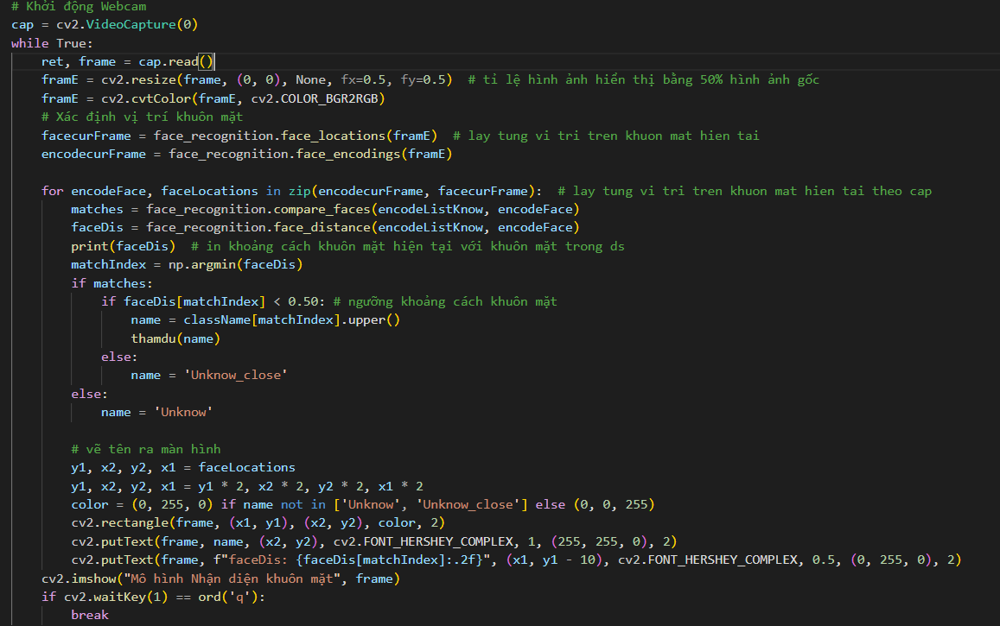 # Khởi động Webcam
cap = cv2.VideoCapture(0)
while True:
    ret, frame = cap.read()
    framE = cv2.resize(frame, (0, 0), None, fx=0.5, fy=0.5)  # tỉ lệ hình ảnh hiển thị bằng 50% hình ảnh gốc
    framE = cv2.cvtColor(framE, cv2.COLOR_BGR2RGB)
    # Xác định vị trí khuôn mặt
    facecurFrame = face_recognition.face_locations(framE)  # lay tung vi tri tren khuon mat hien tai
    encodecurFrame = face_recognition.face_encodings(framE)

    for encodeFace, faceLocations in zip(encodecurFrame, facecurFrame):  # lay tung vi tri tren khuon mat hien tai theo cap
        matches = face_recognition.compare_faces(encodeListKnow, encodeFace)
        faceDis = face_recognition.face_distance(encodeListKnow, encodeFace)
        print(faceDis)  # in khoảng cách khuôn mặt hiện tại với khuôn mặt trong ds
        matchIndex = np.argmin(faceDis)
        if matches:
            if faceDis[matchIndex] < 0.50: # ngưỡng khoảng cách khuôn mặt
                name = className[matchIndex].upper()
                thamdu(name)
            else:
                name = 'Unknow_close'
        else:
            name = 'Unknow'

        # vẽ tên ra màn hình
        y1, x2, y2, x1 = faceLocations
        y1, x2, y2, x1 = y1 * 2, x2 * 2, y2 * 2, x1 * 2
        color = (0, 255, 0) if name not in ['Unknow', 'Unknow_close'] else (0, 0, 255)
        cv2.rectangle(frame, (x1, y1), (x2, y2), color, 2)
        cv2.putText(frame, name, (x2, y2), cv2.FONT_HERSHEY_COMPLEX, 1, (255, 255, 0), 2)
        cv2.putText(frame, f"faceDis: {faceDis[matchIndex]:.2f}", (x1, y1 - 10), cv2.FONT_HERSHEY_COMPLEX, 0.5, (0, 255, 0), 2)
    cv2.imshow("Mô hình Nhận diện khuôn mặt", frame)
    if cv2.waitKey(1) == ord('q'):
        break